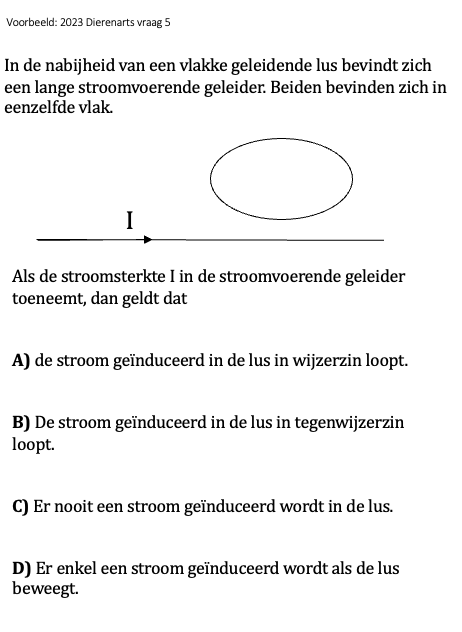 Voorbeeld: 2023 Dierenarts vraag 5
In de nabijheid van een vlakke geleidende lus bevindt zich
een lange stroomvoerende geleider. Beiden bevinden zich in
eenzelfde vlak.
I
Als de stroomsterkte I in de stroomvoerende geleider
toeneemt, dan geldt dat
A) de stroom geïnduceerd in de lus in wijzerzin loopt.
B) De stroom geïnduceerd in de lus in tegenwijzerzin
loopt.
C) Er nooit een stroom geïnduceerd wordt in de lus.
D) Er enkel een stroom geïnduceerd wordt als de lus
beweegt.